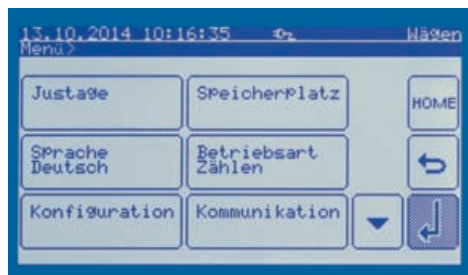 13.10.2014 10:16:35 Wägen
Menü>
Justage
Speicherplatz
HOME
Sprache
Deutsch
Betriebsart
Zählen
Konfiguration
Kommunikation